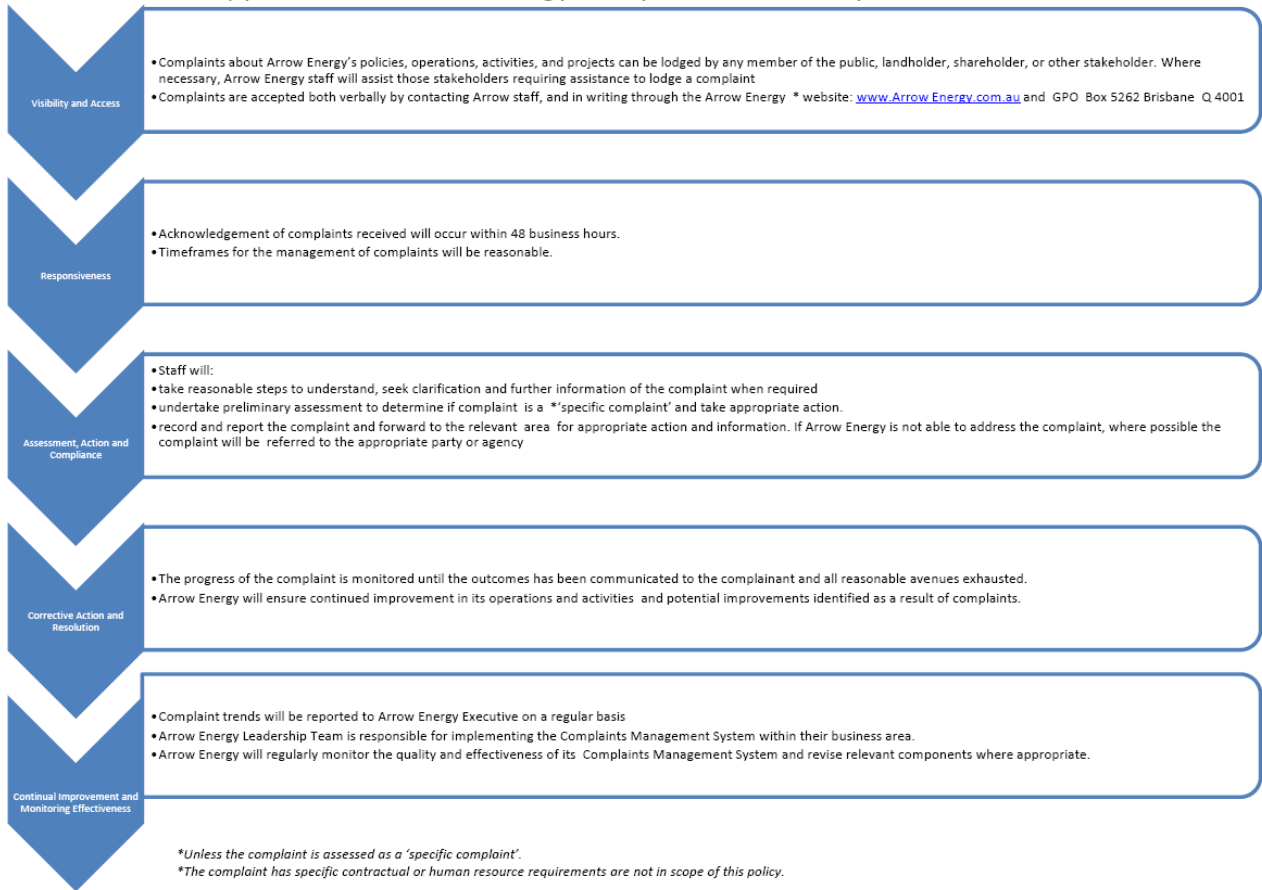 Visibility and Access
•Complaints about Arrow Energy's policies, operations, activities, and projects can be lodged by any member of the public, landholder, shareholder, or other stakeholder. Where
necessary, Arrow Energy staff will assist those stakeholders requiring assistance to lodge a complaint
•Complaints are accepted both verbally by contacting Arrow staff, and in writing through the Arrow Energy * website: www.Arrow Energy.com.au and GPO Box 5262 Brisbane Q 4001
Responsiveness
•Acknowledgement of complaints received will occur within 48 business hours.
•Timeframes for the management of complaints will be reasonable.
Assessment, Action and
Compliance
•Staff will:
•take reasonable steps to understand, seek clarification and further information of the complaint when required
•undertake preliminary assessment to determine if complaint is a *'specific complaint' and take appropriate action.
•record and report the complaint and forward to the relevant area for appropriate action and information. If Arrow Energy is not able to address the complaint, where possible the
complaint will be referred to the appropriate party or agency
Corrective Action and
Resolution
•The progress of the complaint is monitored until the outcomes has been communicated to the complainant and all reasonable avenues exhausted.
•Arrow Energy will ensure continued improvement in its operations and activities and potential improvements identified as a result of complaints.
Continual Improvement and
Monitoring Effectiveness
•Complaint trends will be reported to Arrow Energy Executive on a regular basis
•Arrow Energy Leadership Team is responsible for implementing the Complaints Management System within their business area.
•Arrow Energy will regularly monitor the quality and effectiveness of its Complaints Management System and revise relevant components where appropriate.
*Unless the complaint is assessed as a 'specific complaint'.
*The complaint has specific contractual or human resource requirements are not in scope of this policy.